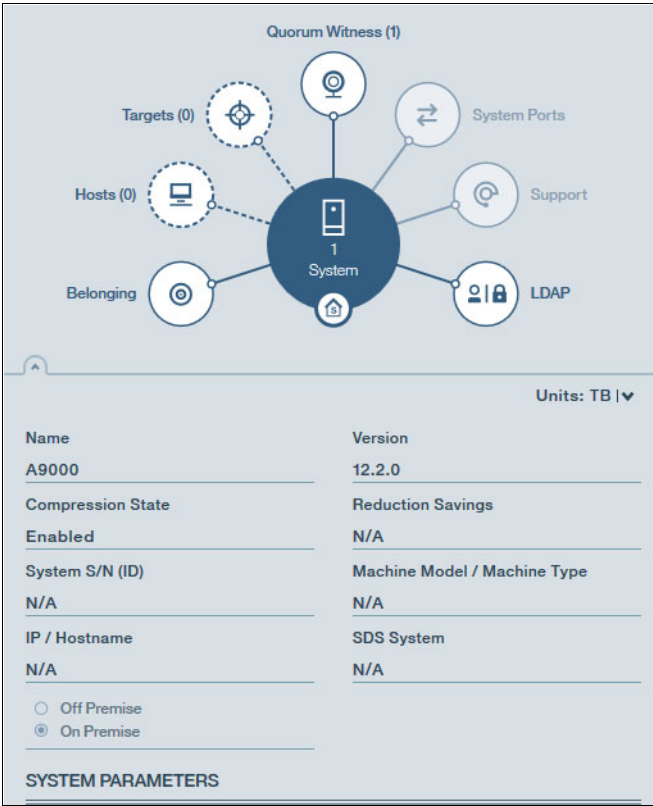 Quorum Witness (1)
Targets (0)
System Ports
Hosts (0)
Support
1
System
Belonging
LDAP
S
Units: TB
Name
Version
A9000
12.2.0
Compression State
Reduction Savings
Enabled
N/A
System S/N (ID)
Machine Model / Machine Type
N/A
N/A
IP / Hostname
SDS System
N/A
N/A
Off Premise
On Premise
SYSTEM PARAMETERS